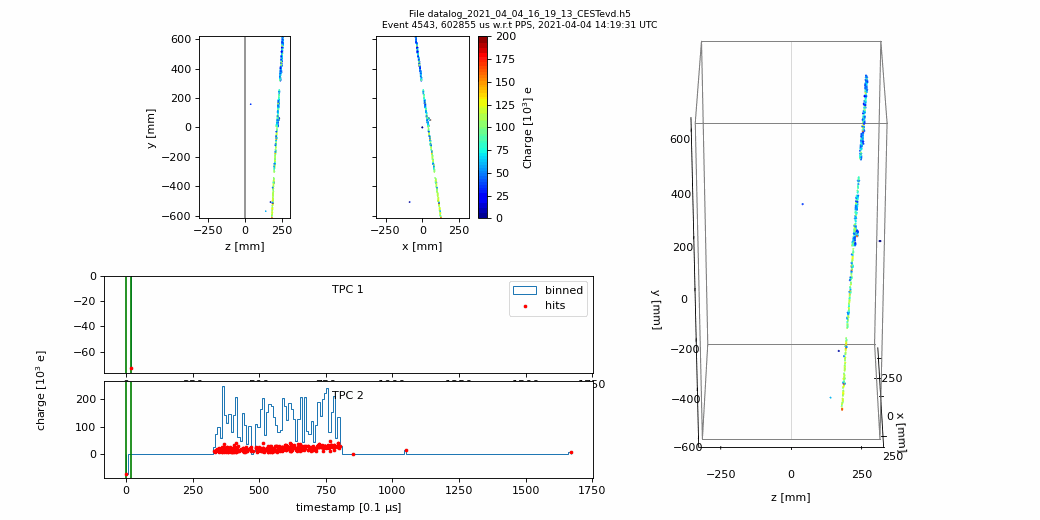 File datalog_2021_04_04_16_19_13_CESTevd.h5
Event 4543, 602855 us w.r.t PPS, 2021-04-04 14:19:31 UTC
600
400
200
0
−200
−400
−600
y [mm]
−250 0 250
z [mm]
−250 0 250
x [mm]
200
175
150
125
100
75
50
25
0
Charge [10³] e
TPC 1
binned
hits
0
−20
−40
−60
TPC 2
200
100
0
charge [10³ e]
0 250 500 750 1000 1250 1500 1750
timestamp [0.1 μs]
600
400
200
0
−200
−400
−600
y [mm]
−250
0
250
x [mm]
−250 0 250
z [mm]